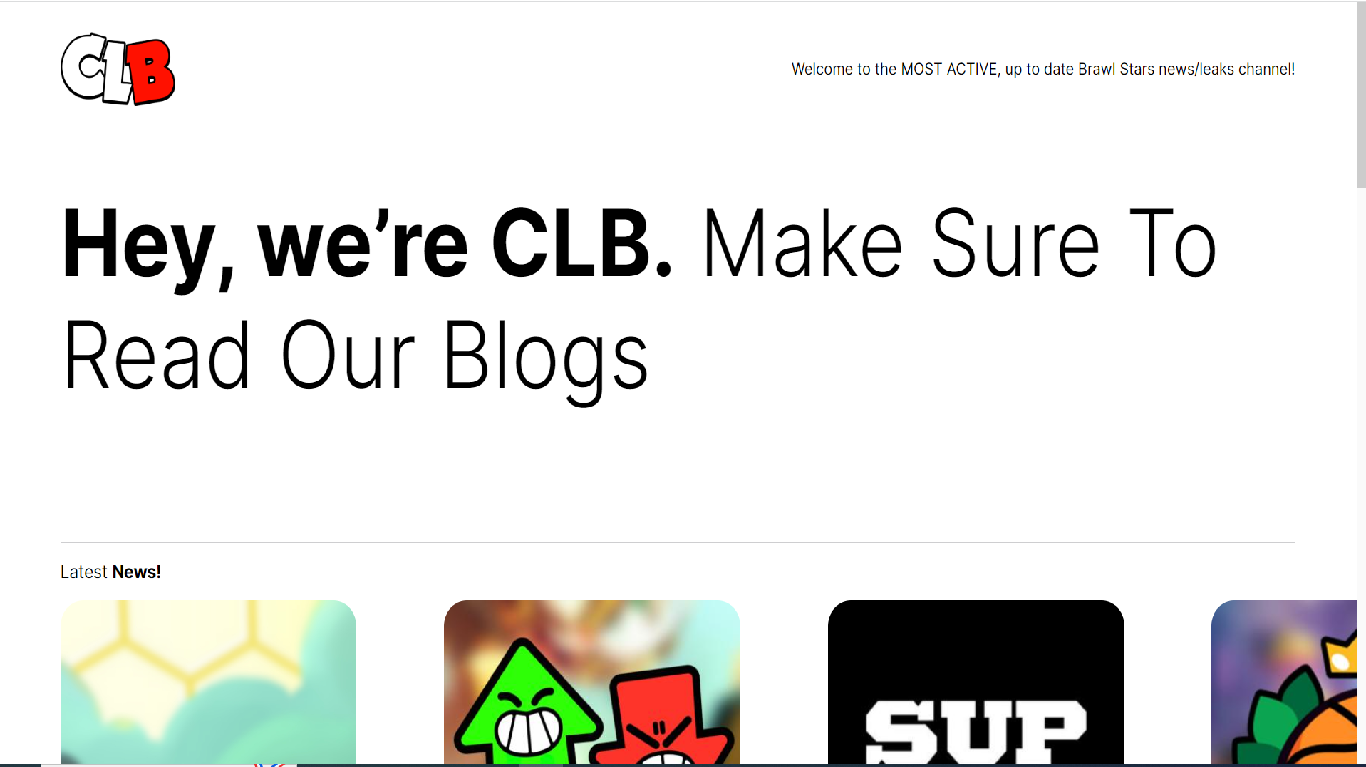 CLB
Welcome to the MOST ACTIVE, up to date Brawl Stars news/leaks channel!
Hey, we’re CLB. Make Sure To
Read Our Blogs
Latest News!
SUP